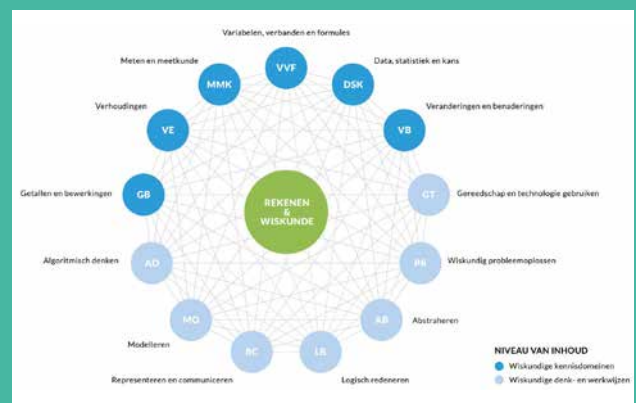 Variabelen, verbanden en formules
VVF
Meten en meetkunde
MMK
Data, statistiek en kans
DSK
Verhoudingen
VE
Veranderingen en benaderingen
VB
Getallen en bewerkingen
GB
Gereedschap en technologie gebruiken
GT
REKENEN
&
WISKUNDE
Algoritmisch denken
AD
Wiskundig probleemoplossen
PR
Modelleren
MO
Abstraheren
AB
Representeren en communiceren
RC
Logisch redeneren
LR
NIVEAU VAN INHOUD
Wiskundige kennisdomeinen
Wiskundige denk- en werkwijzen